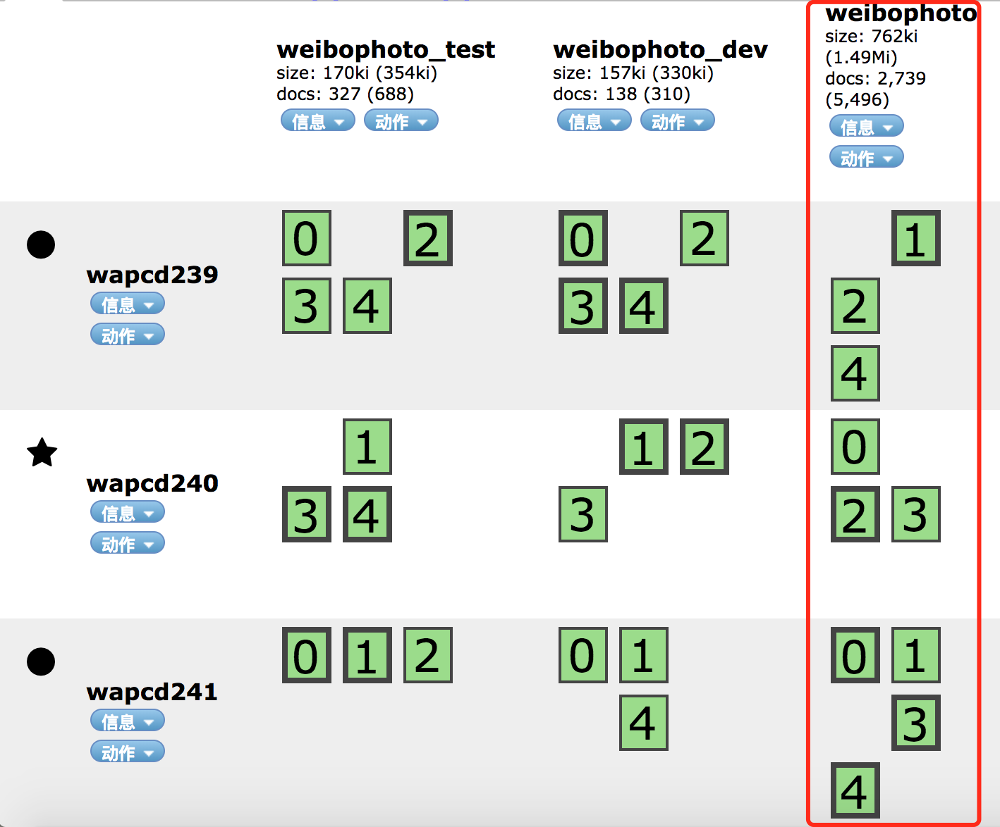 weibophoto_test
size: 170ki (354ki)
docs: 327 (688)
信息 动作
weibophoto_dev
size: 157ki (330ki)
docs: 138 (310)
信息 动作
weibophoto
size: 762ki
(1.49Mi)
docs: 2,739
(5,496)
信息
动作
wapcd239
信息
动作
0 2
3 4
0 2
3 4
1
2
4
wapcd240
信息
动作
1
3 4
1 2
3
0
2 3
wapcd241
信息
动作
0 1 2
0 1
4
0 1
3
4